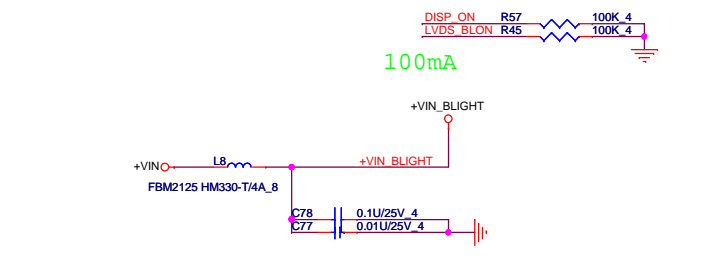 DISP_ON R57 100K_4
LVDS_BLON R45 100K_4
100mA
+VIN_BLIGHT
+VIN L8 +VIN_BLIGHT
FBM2125 HM330-T/4A_8
C78 0.1U/25V_4
C77 0.01U/25V_4